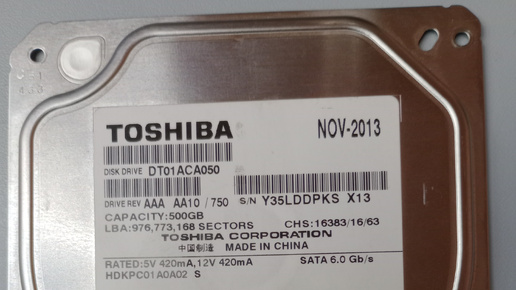 TOSHIBA NOV-2013
DISK DRIVE DT01ACA050
DRIVE REV AAA AA10 / 750 S/N Y35LDDPKS X13
CAPACITY:500GB
LBA:976,773,168 SECTORS CHS:16383/16/63
TOSHIBA CORPORATION
中国制造 MADE IN CHINA
RATED:5V 420mA,12V 420mA SATA 6.0 Gb/s
HDKPC01A0A02 S